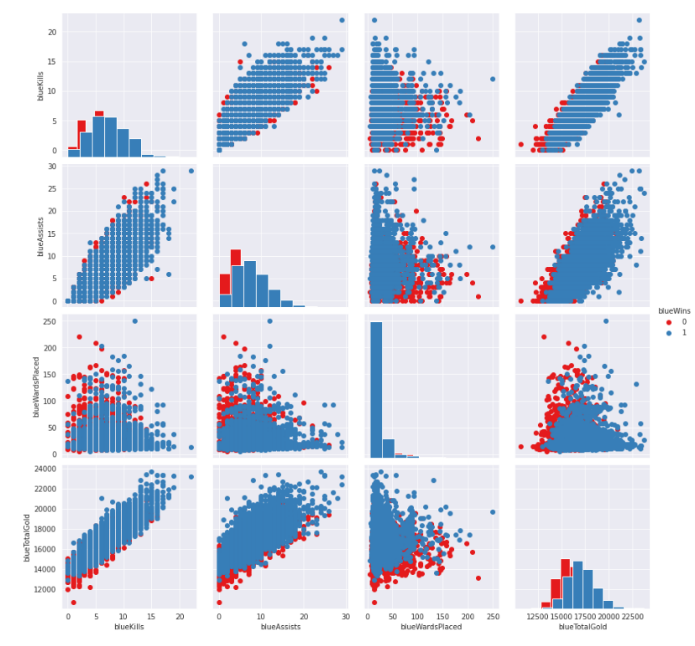 20
15
10
5
0
blueKills
30
25
20
15
10
5
0
blueAssists
blueWins
0
1
250
200
150
100
50
0
blueWardsPlaced
24000
22000
20000
18000
16000
14000
12000
blueTotalGold
0 5 10 15 20
0 10 20 30
0 50 100 150 200 250
12500 15000 17500 20000 22500
blueKills
blueAssists
blueWardsPlaced
blueTotalGold